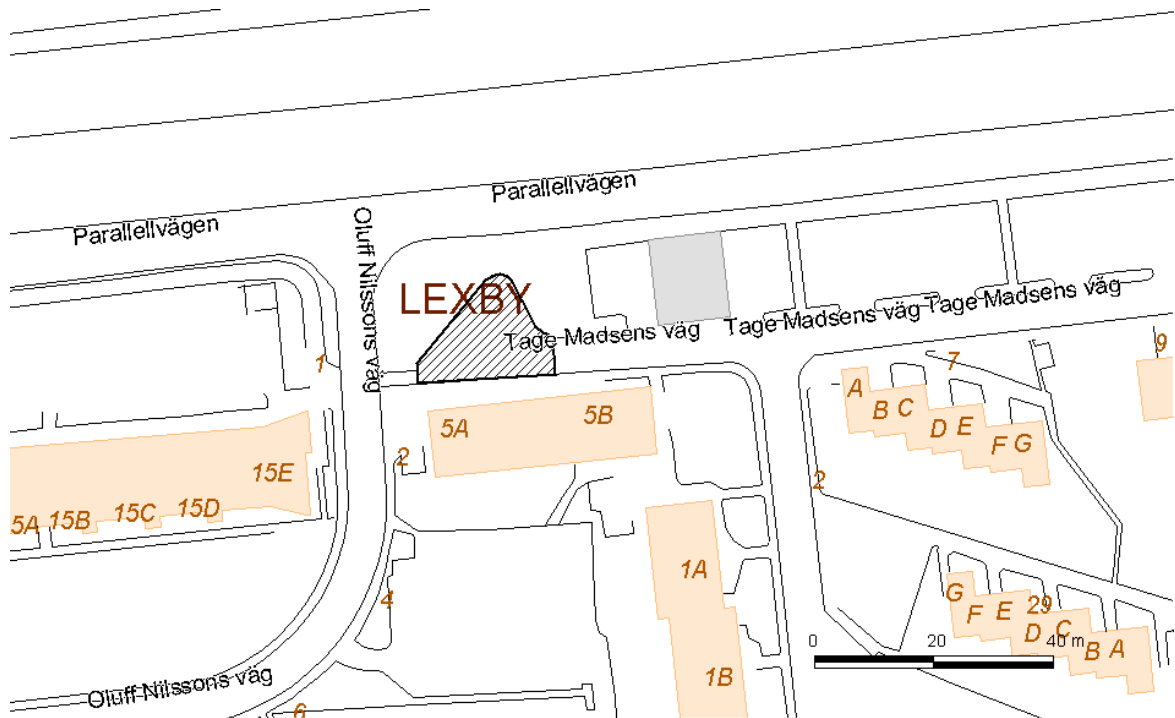 Parallellvägen
Parallellvägen
Oluff Nilssons väg
LEXBY
Tage Madsens väg
Tage Madsens väg
Tage Madsens väg
1
7
9
A
B
C
D
E
F
G
5A
5B
2
2
15E
15D
15C
15B
5A
1A
4
G
F
E
29
D
C
B
A
0
20
40 m
1B
Oluff Nilssons väg
6